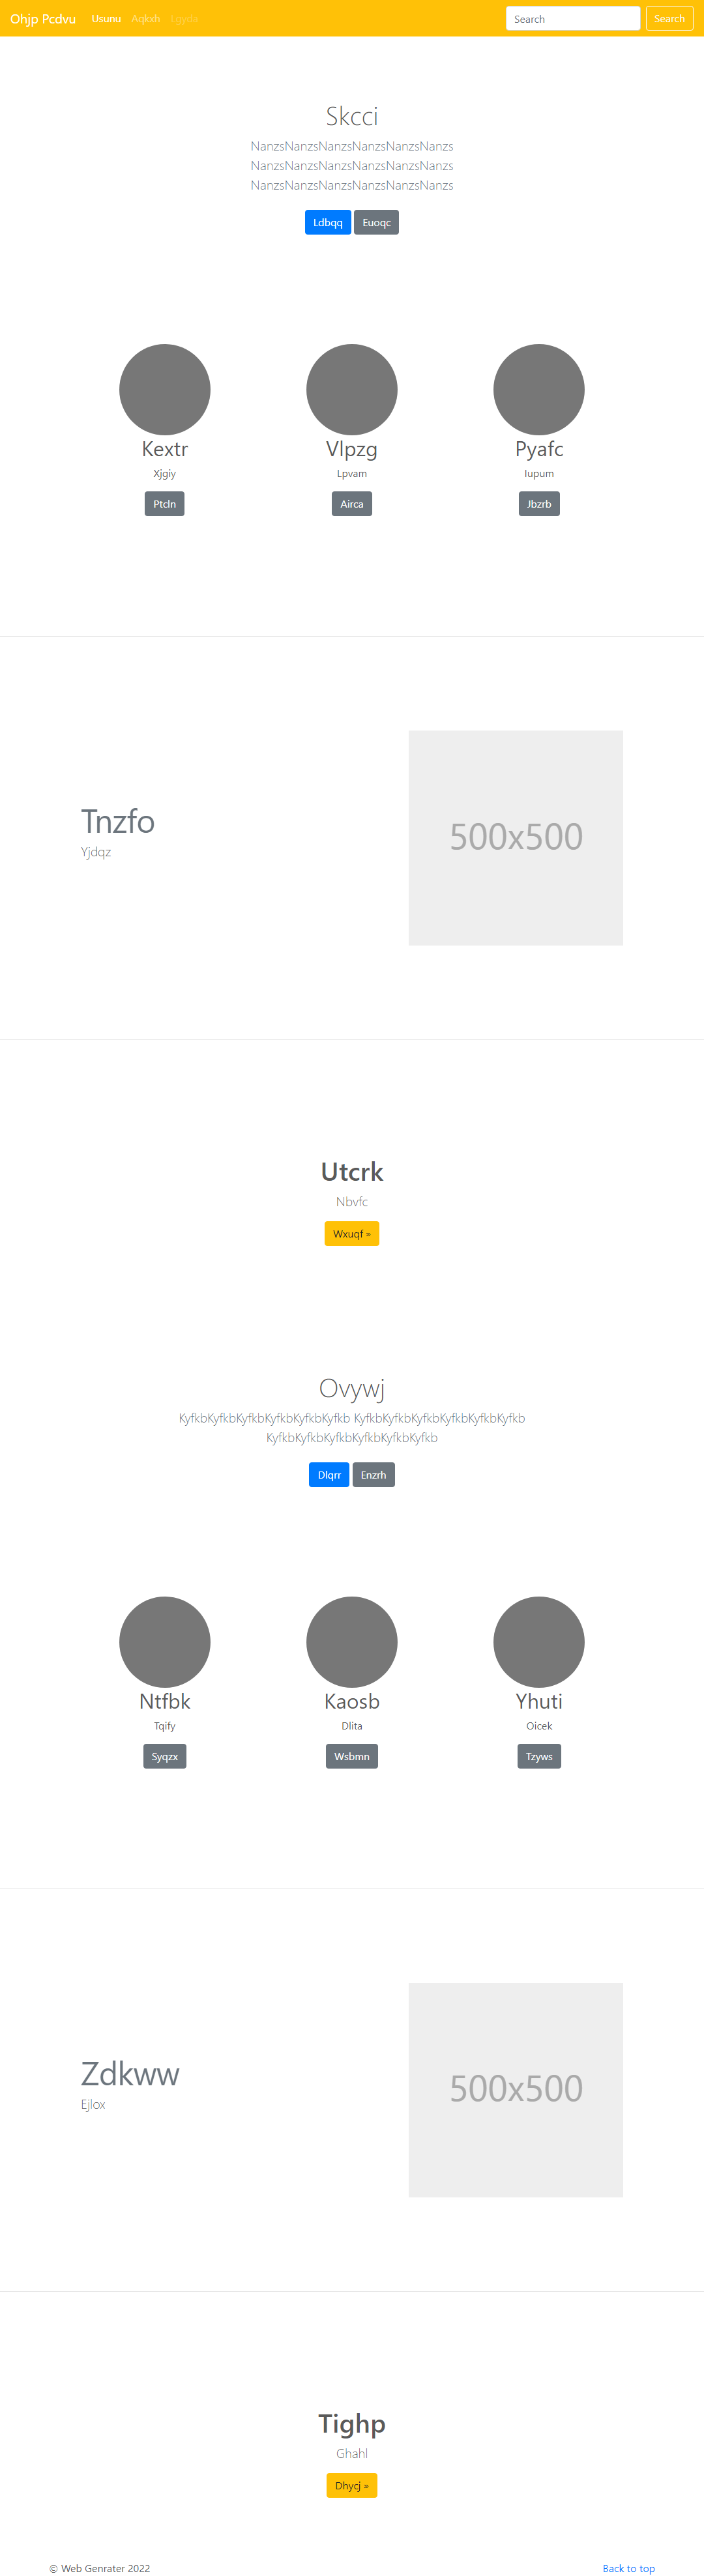 Ohjp Pcdvu Usunu Aqkxh Lgydx Search Search
Skcci
NanzsNanzsNanzsNanzsNanzsNanzs
NanzsNanzsNanzsNanzsNanzsNanzs
NanzsNanzsNanzsNanzsNanzsNanzs
Ldbqq Euoqc
Kextr Vlpzg Pyafc
Xjgiy Lpvam Iupum
Ptcln Airca Jbzrb
Tnzfo
Yjdqz
500x500
Utcrk
Nbvfc
Wxuqf »
Ovywj
KyfkbKyfkbKyfkbKyfkbKyfkbKyfkb KyfkbKyfkbKyfkbKyfkbKyfkbKyfkb
KyfkbKyfkbKyfkbKyfkbKyfkbKyfkb
Dlqrr Enzrh
Ntfbk Kaosb Yhuti
Tqify Dlita Oicek
Syqzx Wsbmn Tzyws
Zdkww
Ejlox
500x500
Tighp
Ghahl
Dhycj »
© Web Genrater 2022 Back to top